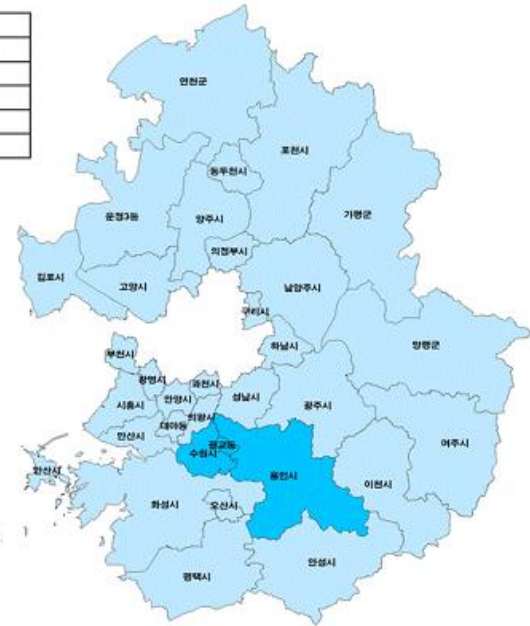 연천군
포천시
동두천시
운정3동
양주시
가평군
의정부시
김포시
고양시
남양주시
구리시
양평군
하남시
부천시
광명시
과천시
안양시
성남시
시흥시
의왕시
광주시
대야동
안산시
광교동
수원시
여주시
안산시
용인시
이천시
화성시
오산시
안성시
평택시